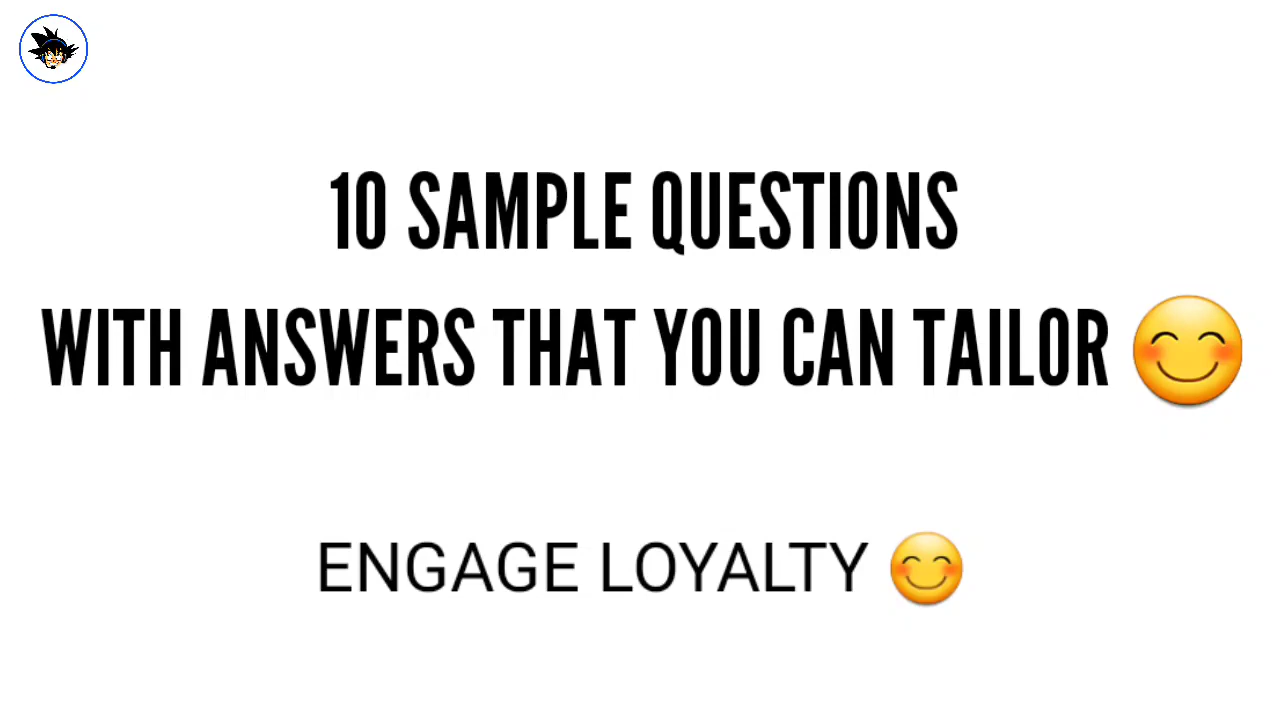 10 SAMPLE QUESTIONS
WITH ANSWERS THAT YOU CAN TAILOR 😊
ENGAGE LOYALTY 😊